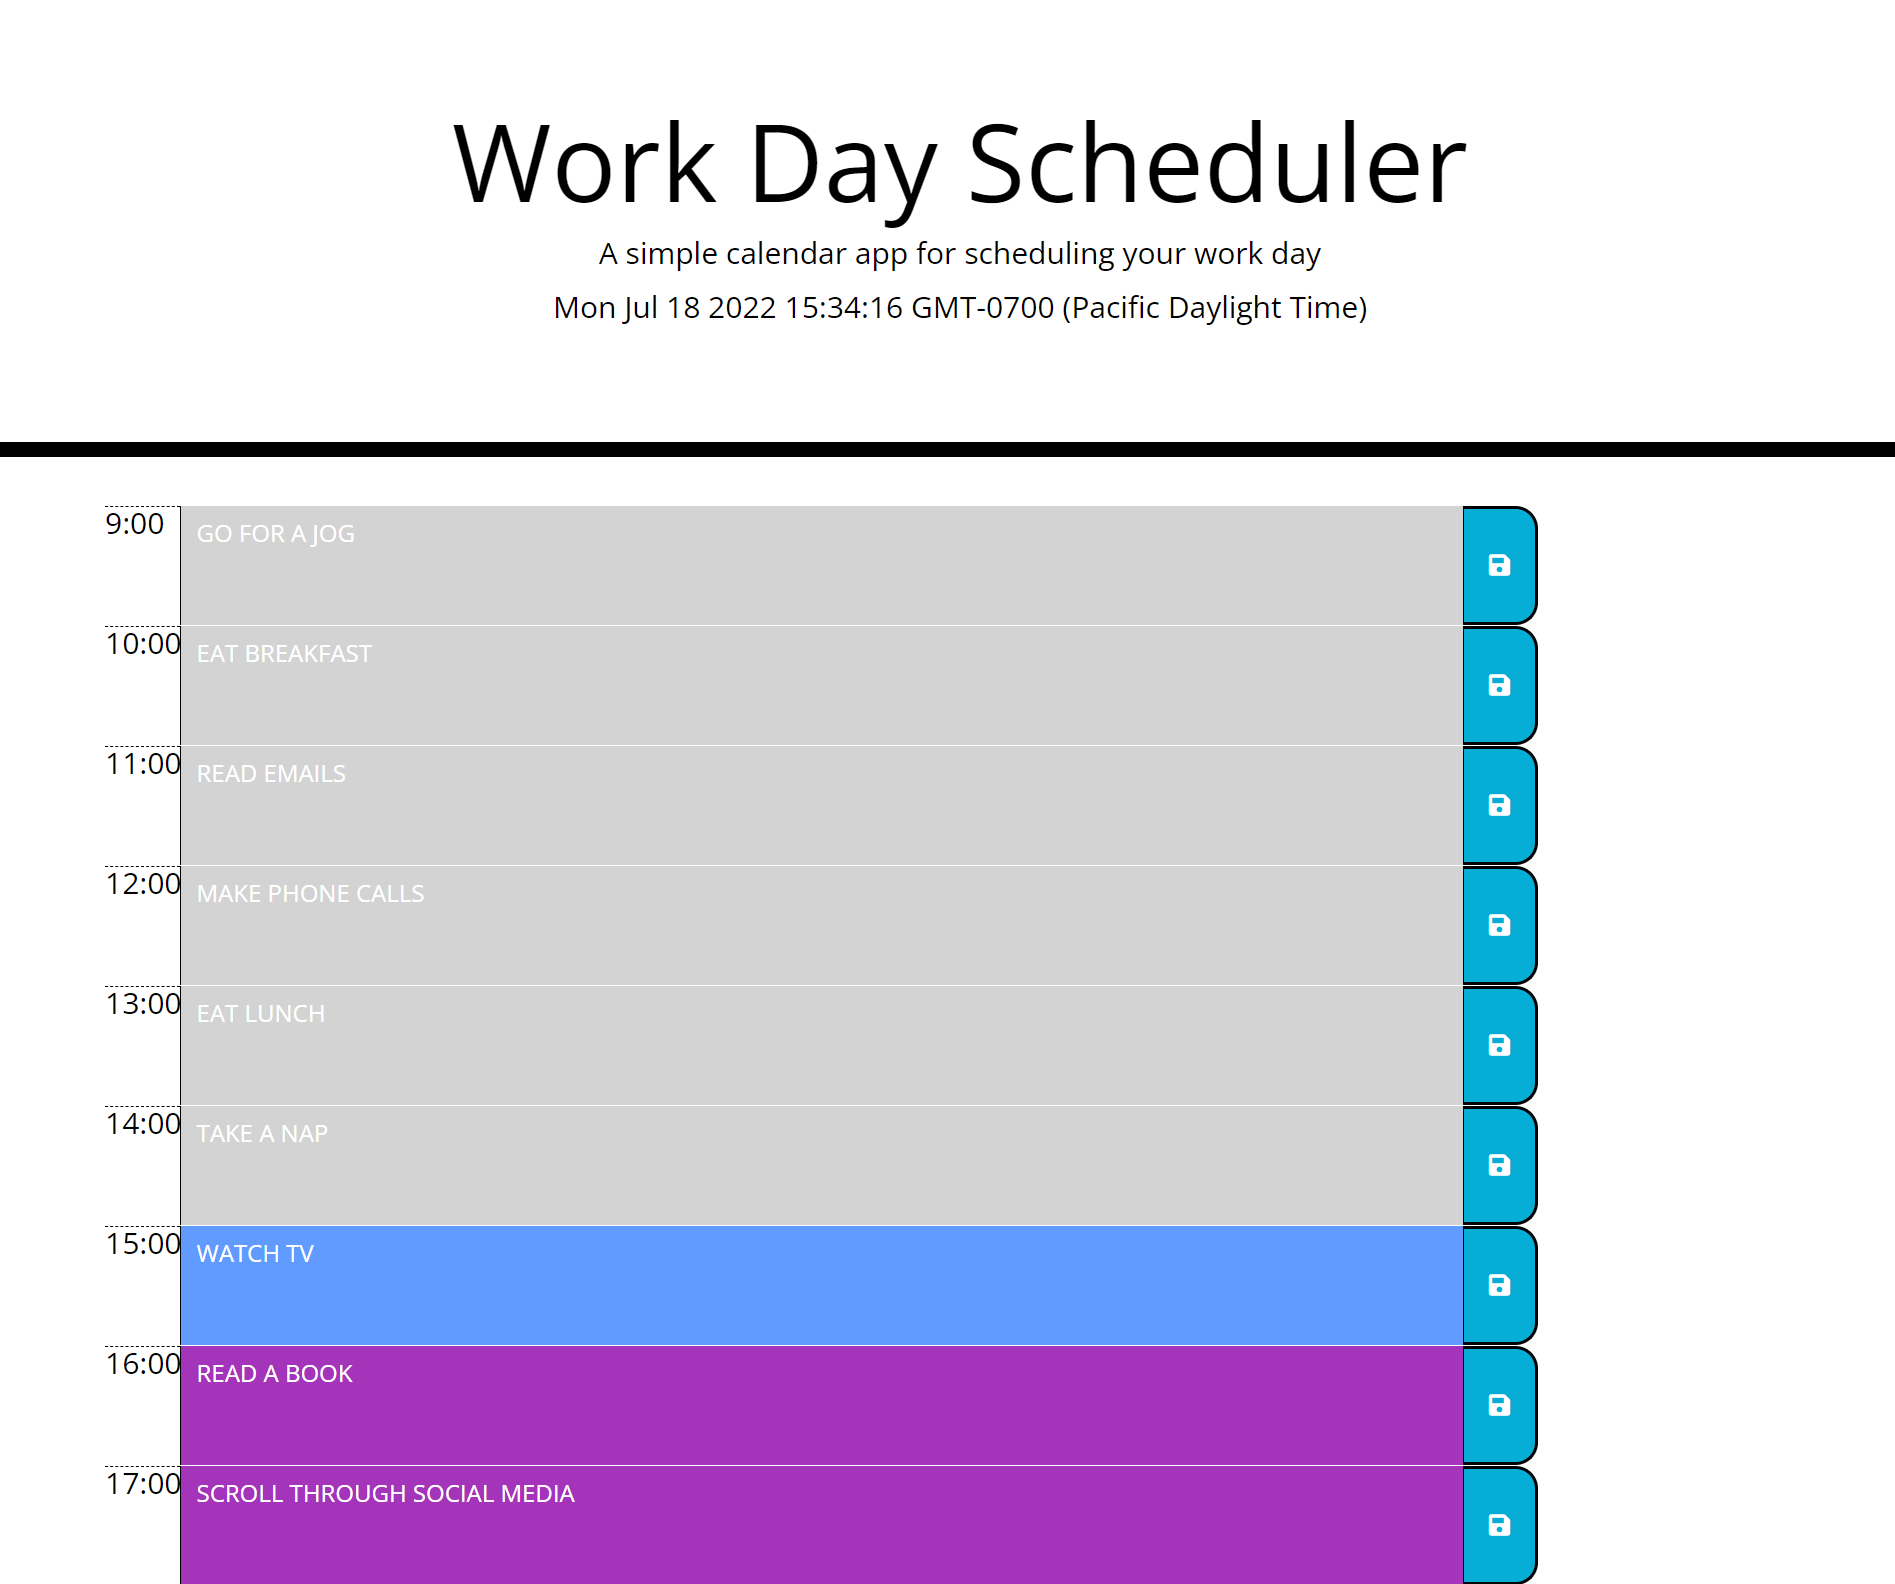 Work Day Scheduler
A simple calendar app for scheduling your work day
Mon Jul 18 2022 15:34:16 GMT-0700 (Pacific Daylight Time)
9:00 GO FOR A JOG
10:00 EAT BREAKFAST
11:00 READ EMAILS
12:00 MAKE PHONE CALLS
13:00 EAT LUNCH
14:00 TAKE A NAP
15:00 WATCH TV
16:00 READ A BOOK
17:00 SCROLL THROUGH SOCIAL MEDIA